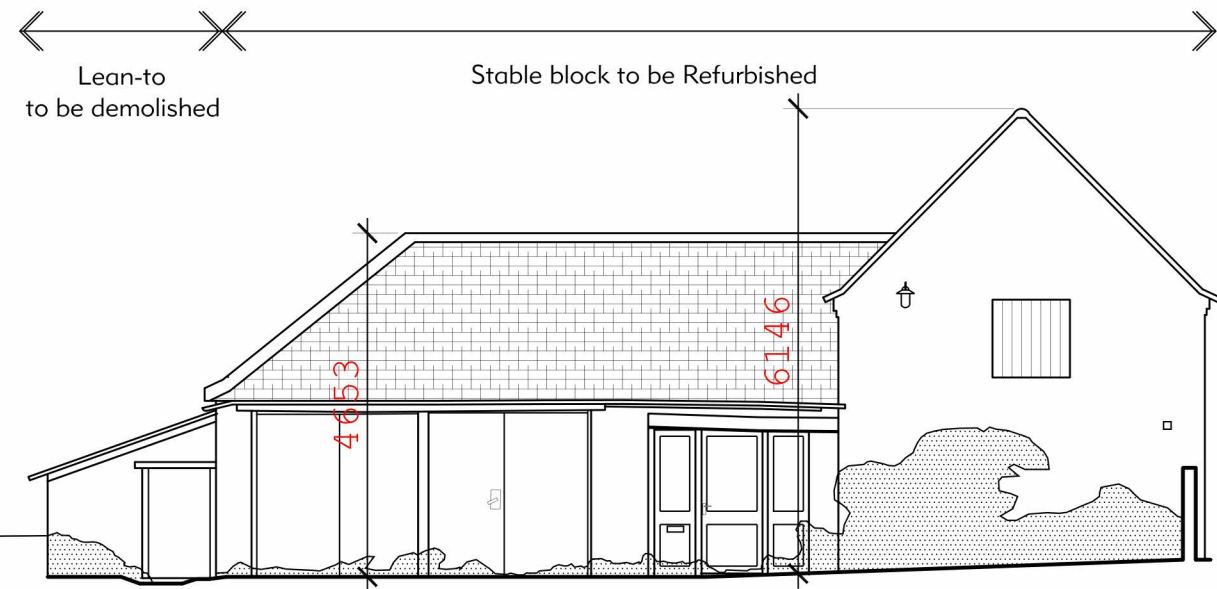 Lean-to
to be demolished
Stable block to be Refurbished
4653
6146